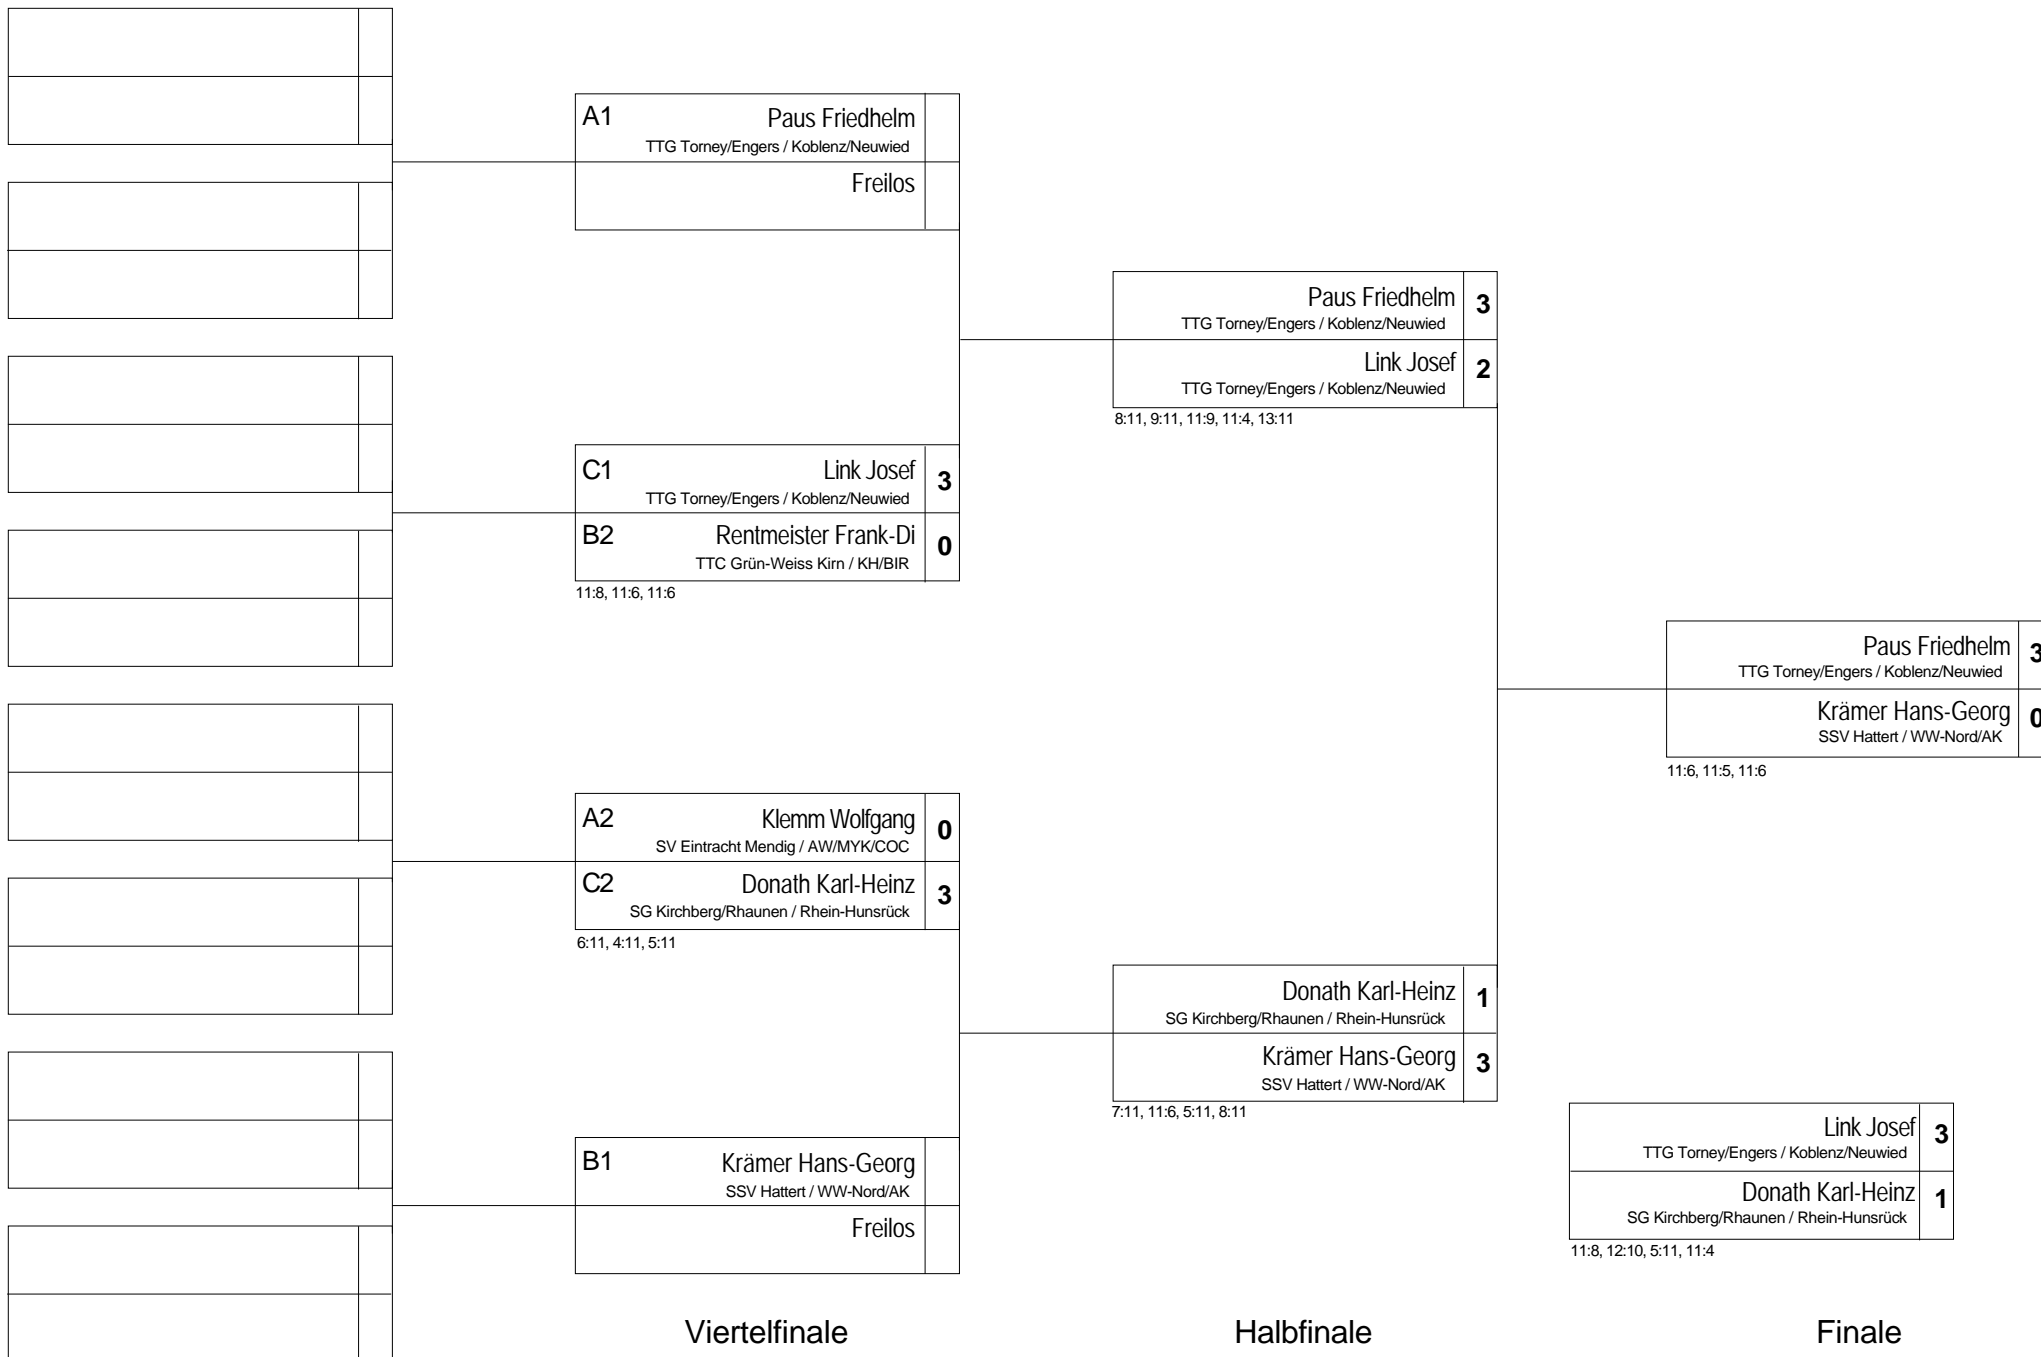 A1 Paus Friedhelm
TTG Torney/Engers / Koblenz/Neuwied
Freilos
C1 Link Josef 3
TTG Torney/Engers / Koblenz/Neuwied
B2 Rentmeister Frank-Di 0
TTC Grün-Weiss Kirn / KH/BIR
11:8, 11:6, 11:6
A2 Klemm Wolfgang 0
SV Eintracht Mendig / AW/MYK/COC
C2 Donath Karl-Heinz 3
SG Kirchberg/Rhaunen / Rhein-Hunsrück
6:11, 4:11, 5:11
B1 Krämer Hans-Georg
SSV Hattert / WW-Nord/AK
Freilos
Viertelfinale
Paus Friedhelm 3
TTG Torney/Engers / Koblenz/Neuwied
Link Josef 2
TTG Torney/Engers / Koblenz/Neuwied
8:11, 9:11, 11:9, 11:4, 13:11
Donath Karl-Heinz 1
SG Kirchberg/Rhaunen / Rhein-Hunsrück
Krämer Hans-Georg 3
SSV Hattert / WW-Nord/AK
7:11, 11:6, 5:11, 8:11
Halbfinale
Paus Friedhelm 3
TTG Torney/Engers / Koblenz/Neuwied
Krämer Hans-Georg 0
SSV Hattert / WW-Nord/AK
11:6, 11:5, 11:6
Link Josef 3
TTG Torney/Engers / Koblenz/Neuwied
Donath Karl-Heinz 1
SG Kirchberg/Rhaunen / Rhein-Hunsrück
11:8, 12:10, 5:11, 11:4
Finale